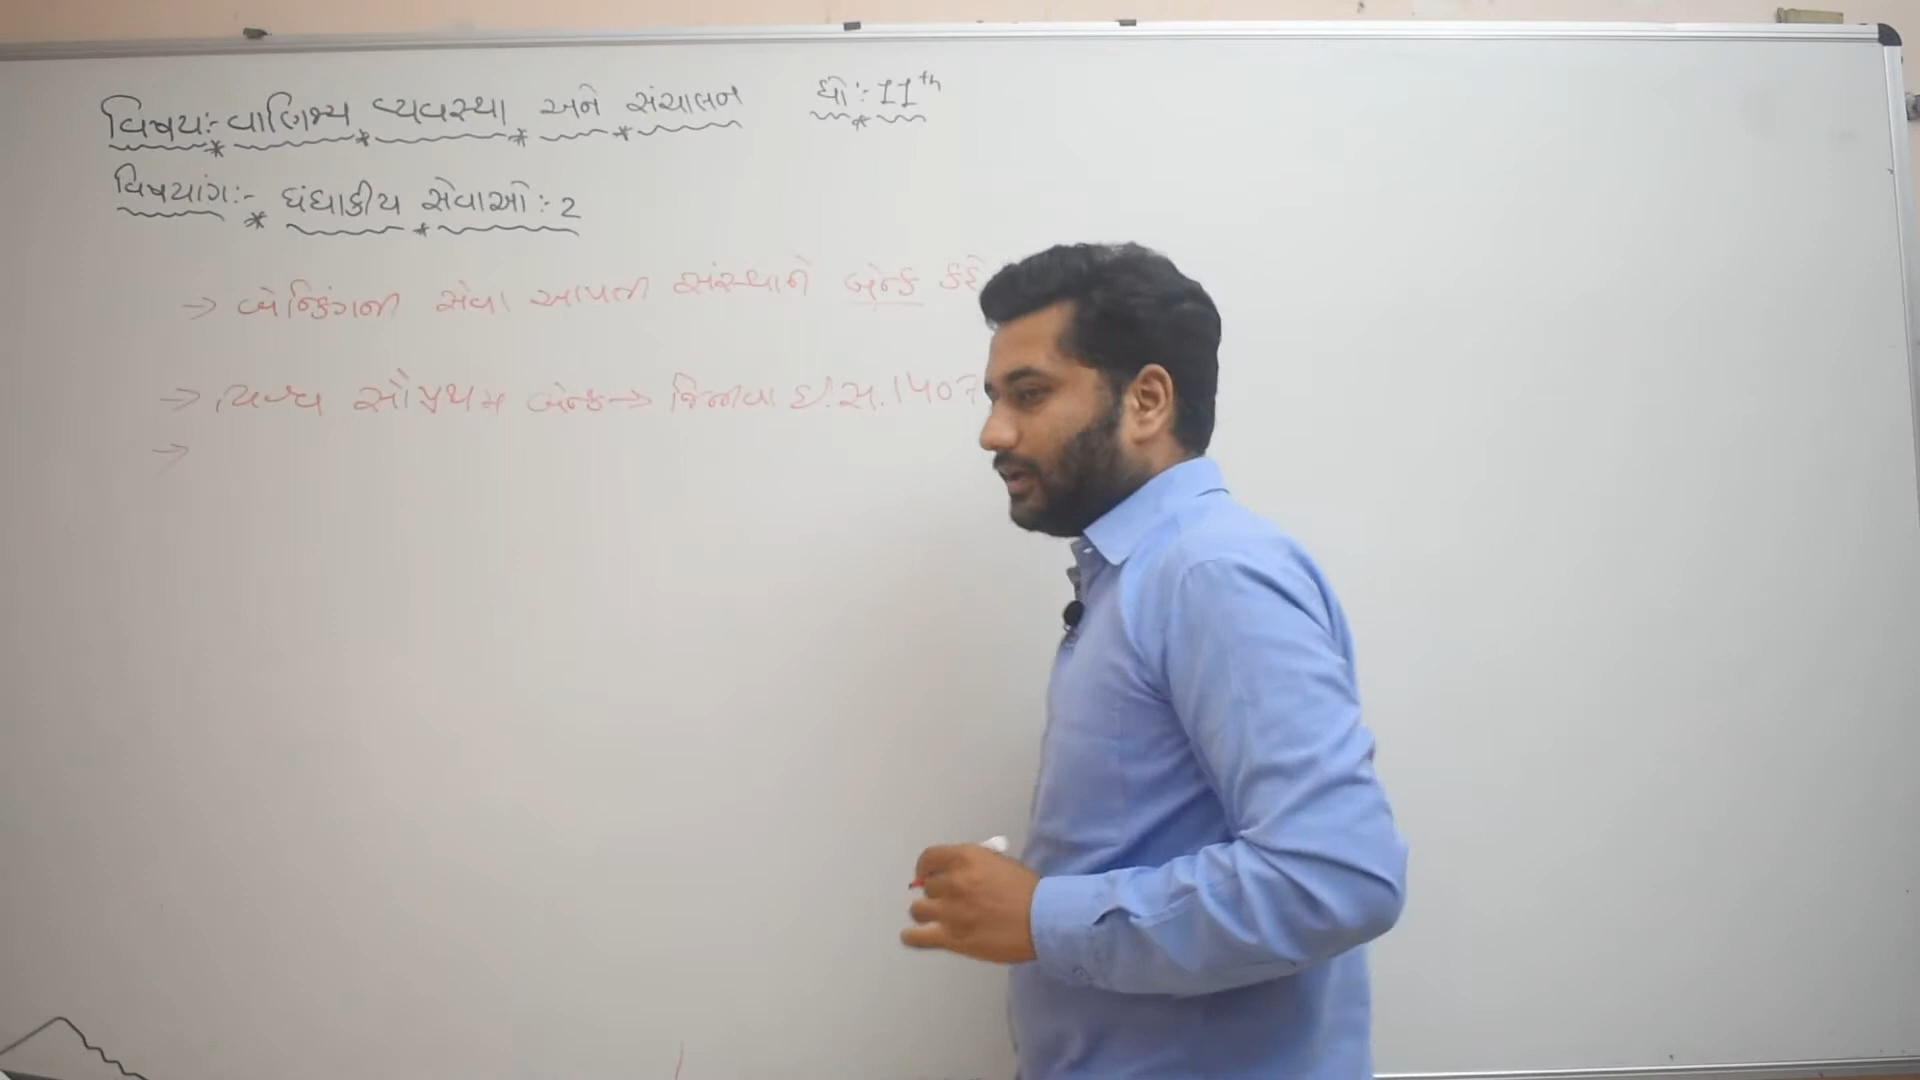 વિષય:- વાણિજ્ય વ્યવસ્થા અને સંચાલન ધો:- 11th
વિષયાંગ:- ધંધાકીય સેવાઓ:- 2
→ બેન્કિંગની સેવા આપતી સંસ્થાને બેન્ક કહે
→ વિશ્વ સૌપ્રથમ બેન્ક → જિનીવા ઈ.સ. 1407
→